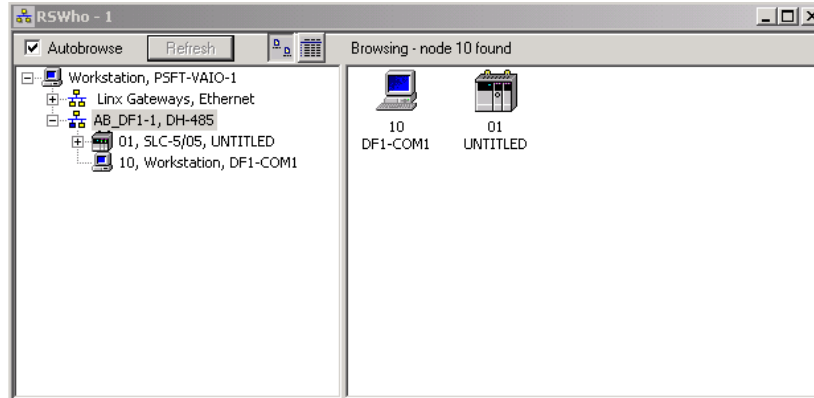 RSWho - 1
Autobrowse Refresh Browsing - node 10 found
Workstation, PSFT-VAIO-1
Linx Gateways, Ethernet
AB_DF1-1, DH-485
01, SLC-5/05, UNTITLED
10, Workstation, DF1-COM1
10
DF1-COM1
01
UNTITLED